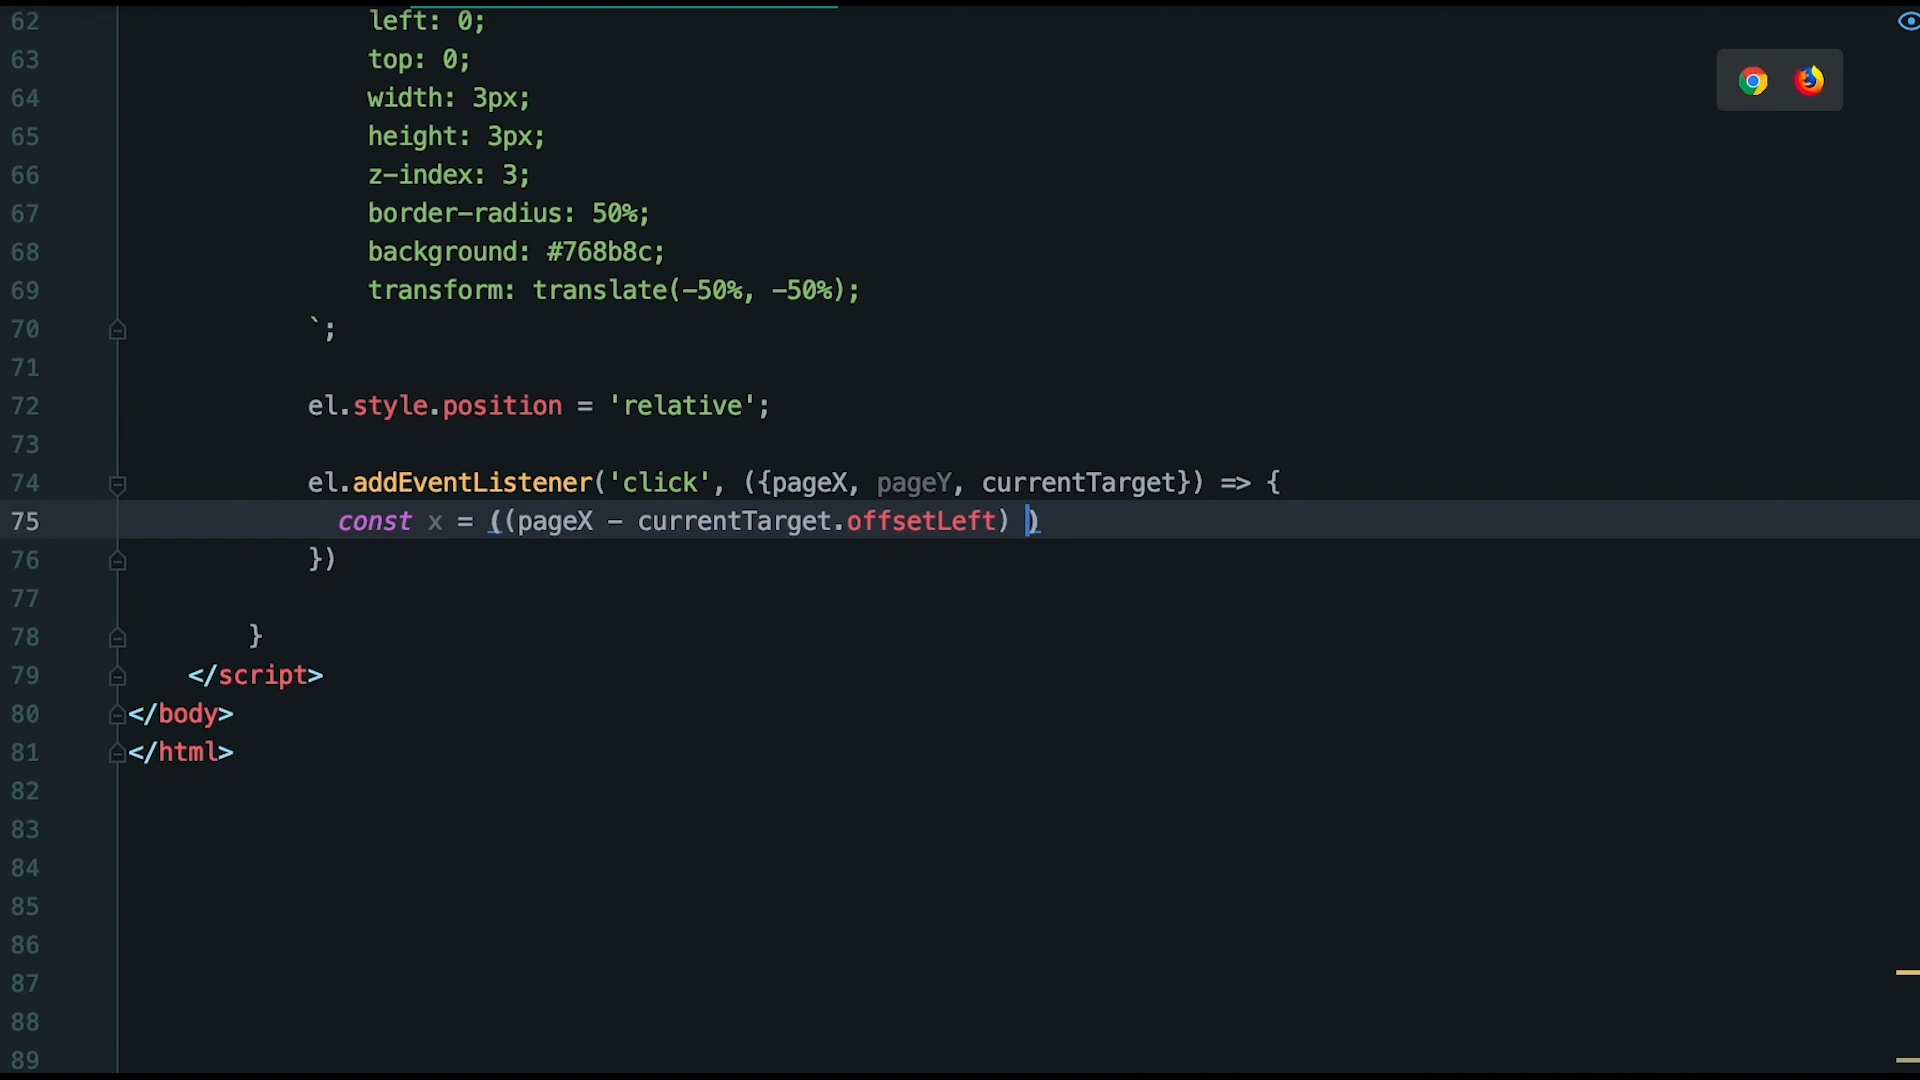 62 left: 0;
63 top: 0;
64 width: 3px;
65 height: 3px;
66 z-index: 3;
67 border-radius: 50%;
68 background: #768b8c;
69 transform: translate(-50%, -50%);
70 `;
71
72 el.style.position = 'relative';
73
74 el.addEventListener('click', ({pageX, pageY, currentTarget}) => {
75 const x = ((pageX - currentTarget.offsetLeft) )
76 })
77
78 }
79 </script>
80 </body>
81 </html>
82
83
84
85
86
87
88
89